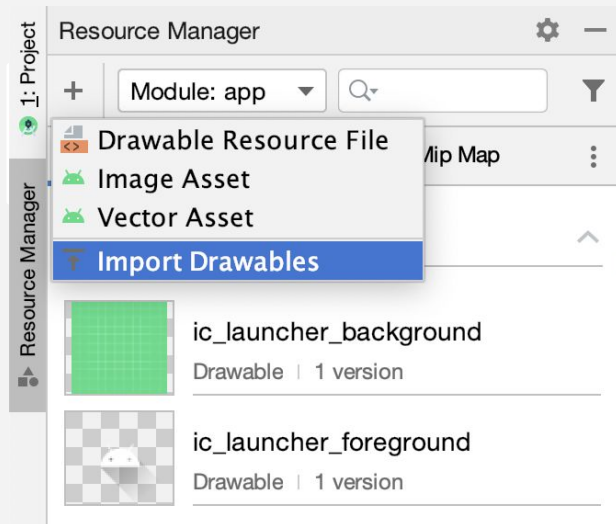 Resource Manager
1: Project
Module: app
Drawable Resource File
Mip Map
Image Asset
Vector Asset
Import Drawables
Resource Manager
ic_launcher_background
Drawable | 1 version
ic_launcher_foreground
Drawable | 1 version